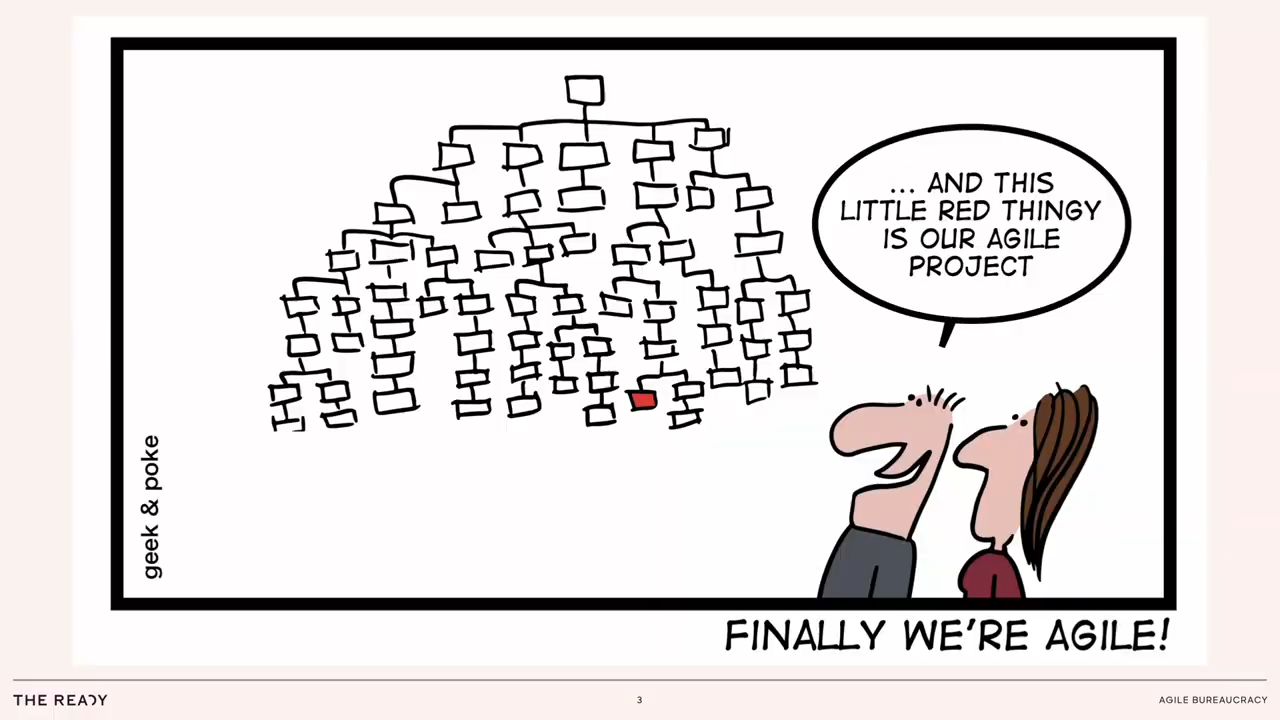 ... AND THIS
LITTLE RED THINGY
IS OUR AGILE
PROJECT
geek & poke
FINALLY WE'RE AGILE!
THE READY
3
AGILE BUREAUCRACY